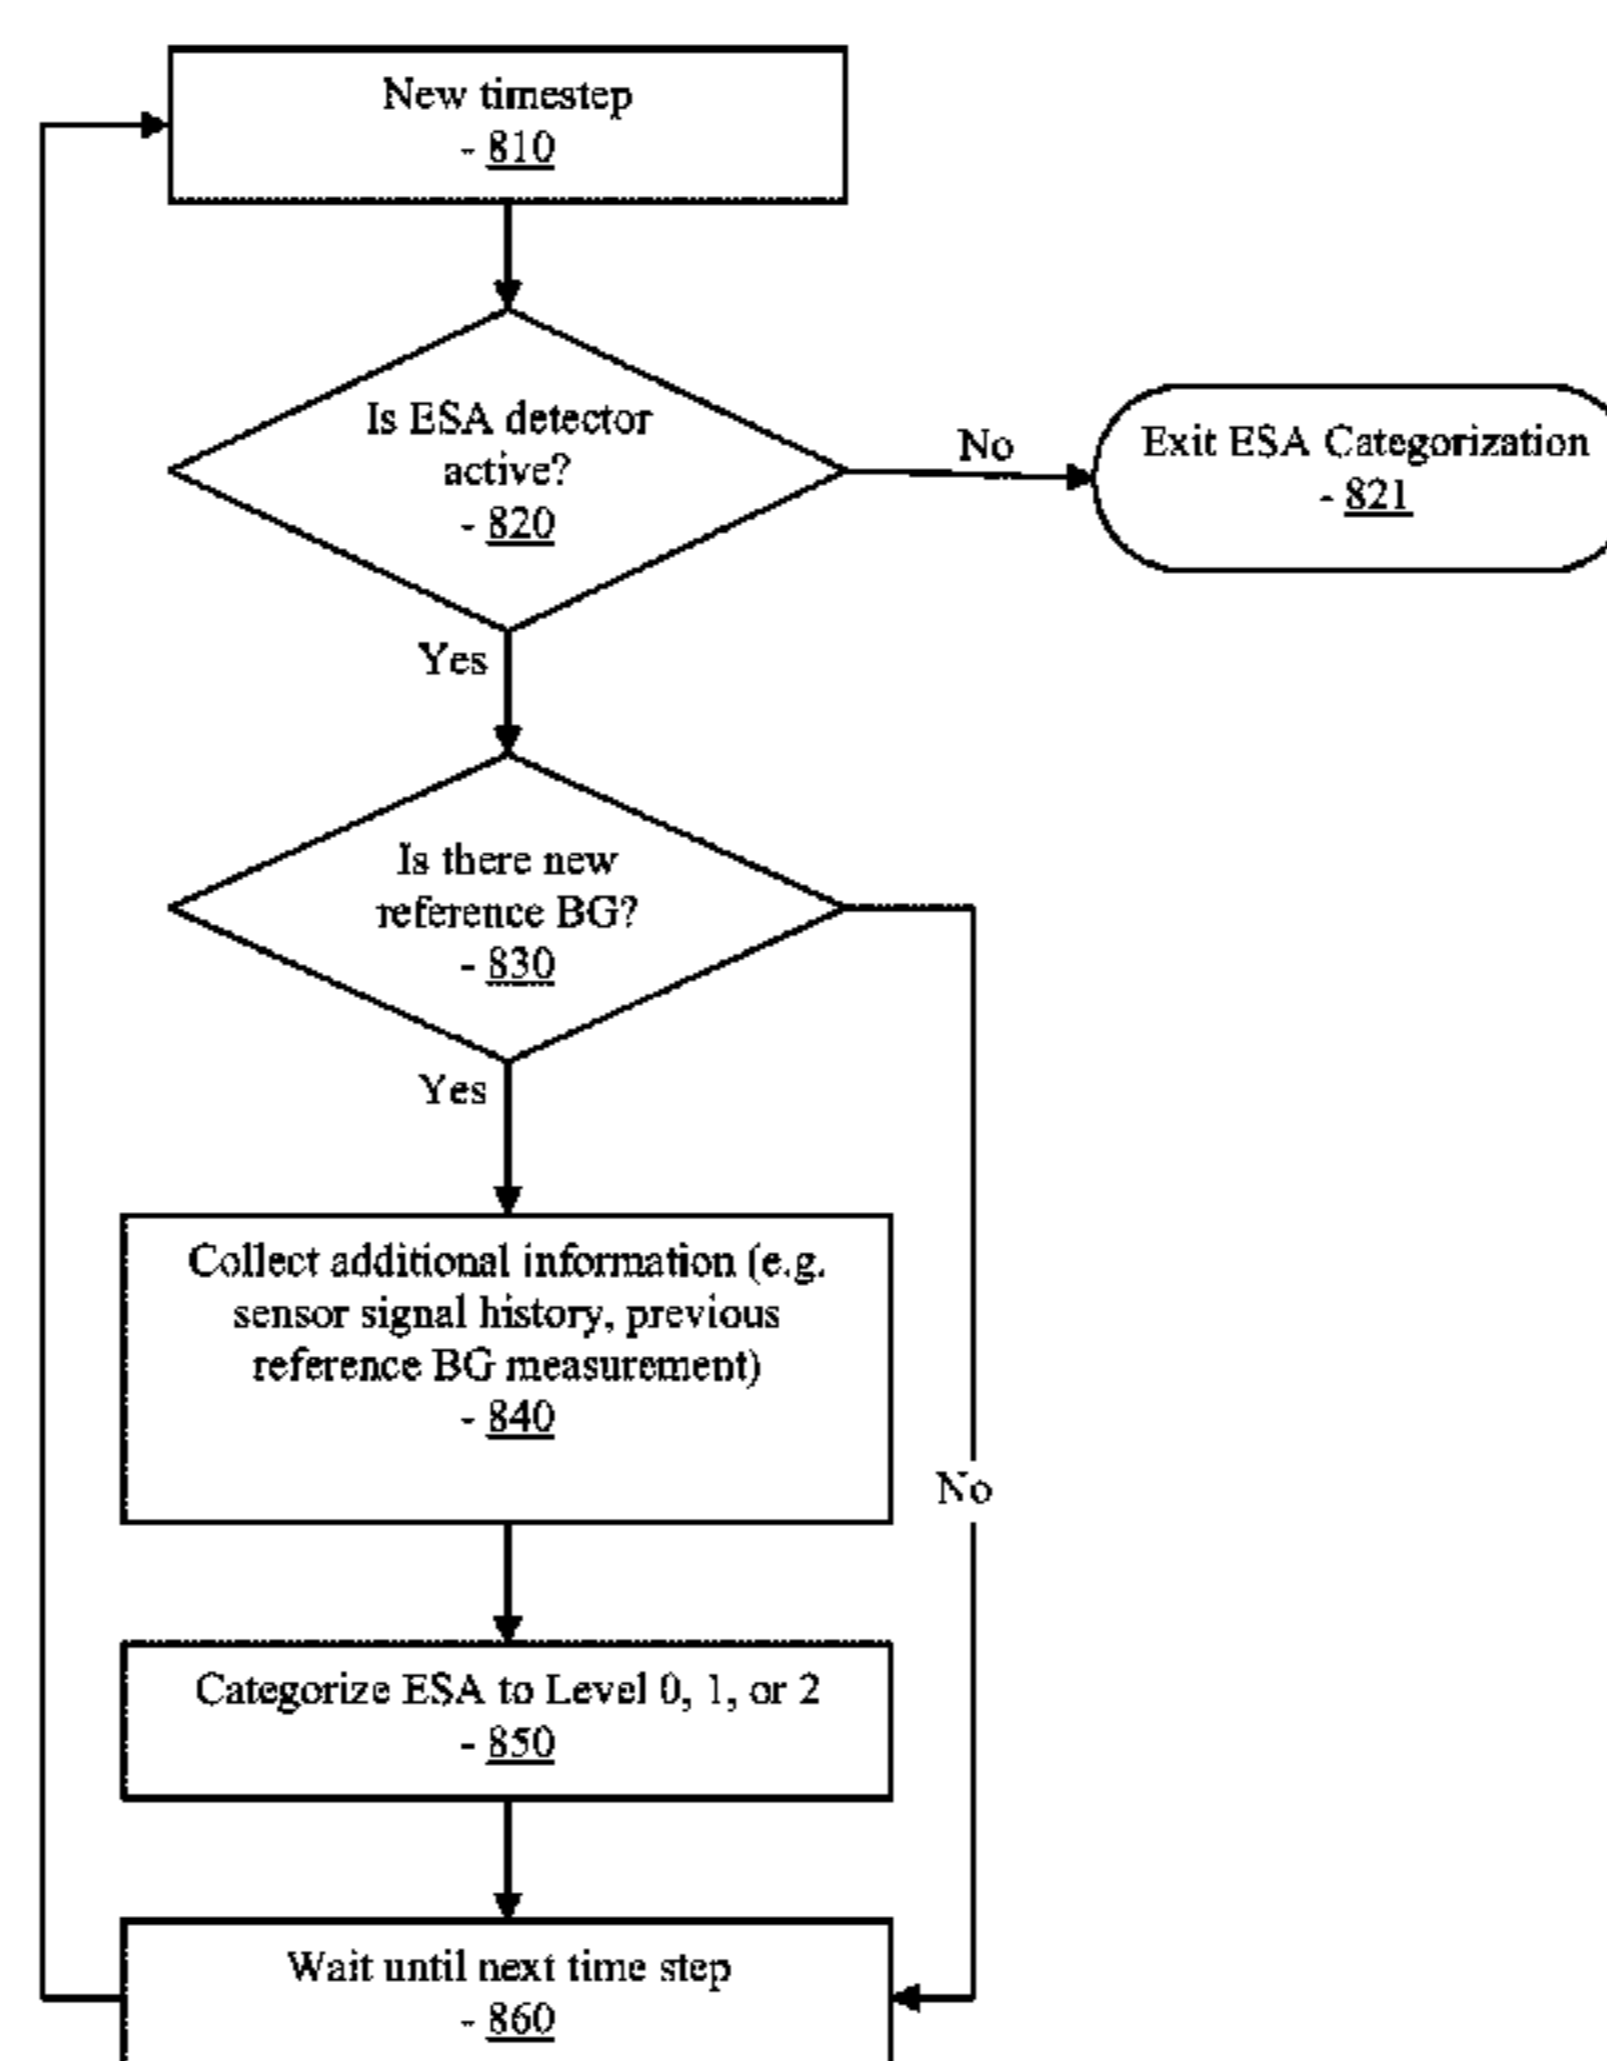 New timestep
- 810
Is ESA detector
active?
- 820
No
Exit ESA Categorization
- 821
Yes
Is there new
reference BG?
- 830
Yes
Collect additional information (e.g.
sensor signal history, previous
reference BG measurement)
- 840
No
Categorize ESA to Level 0, 1, or 2
- 850
Wait until next time step
- 860